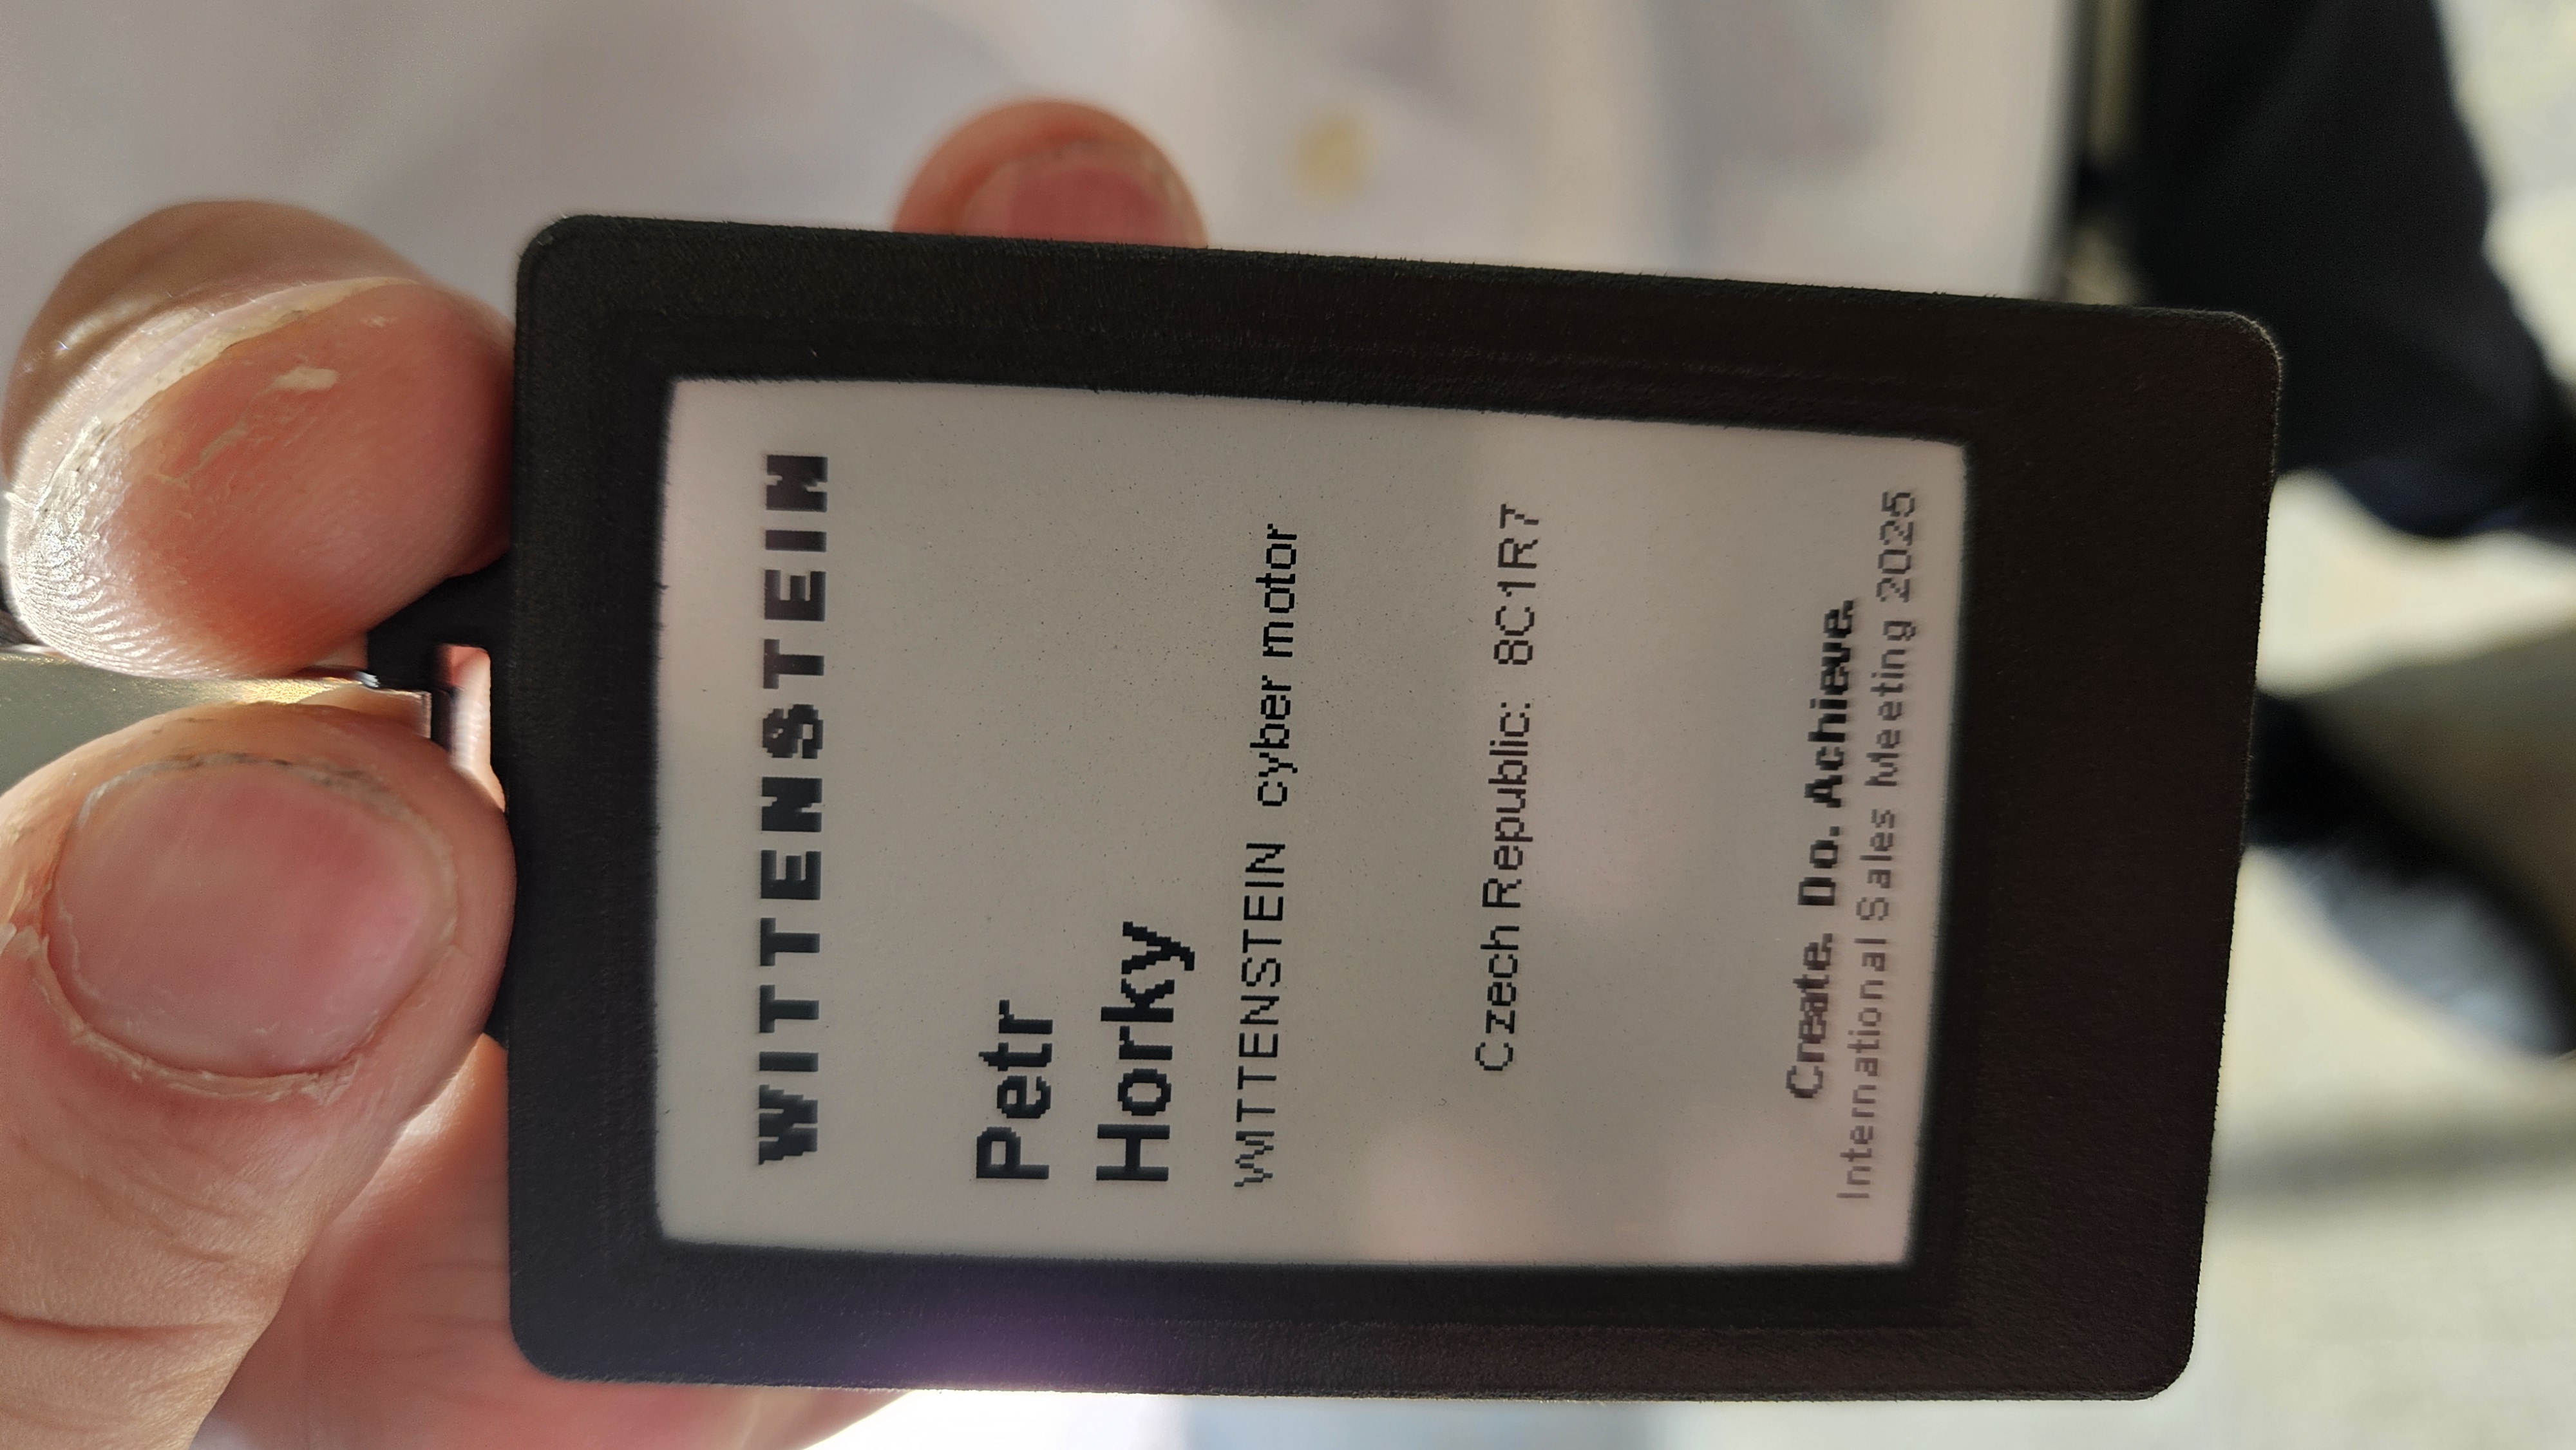 WITTENSTEIN
Petr
Horky
WITTENSTEIN cyber motor
Czech Republic: 8C1R7
Create. Do. Achieve.
International Sales Meeting 2025